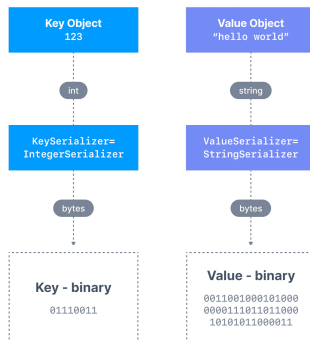 Key Object
123
int
KeySerializer=
IntegerSerializer
bytes
Key - binary
01110011
Value Object
“hello world”
string
ValueSerializer=
StringSerializer
bytes
Value - binary
0011001000101000
0000111011011000
10101011000011